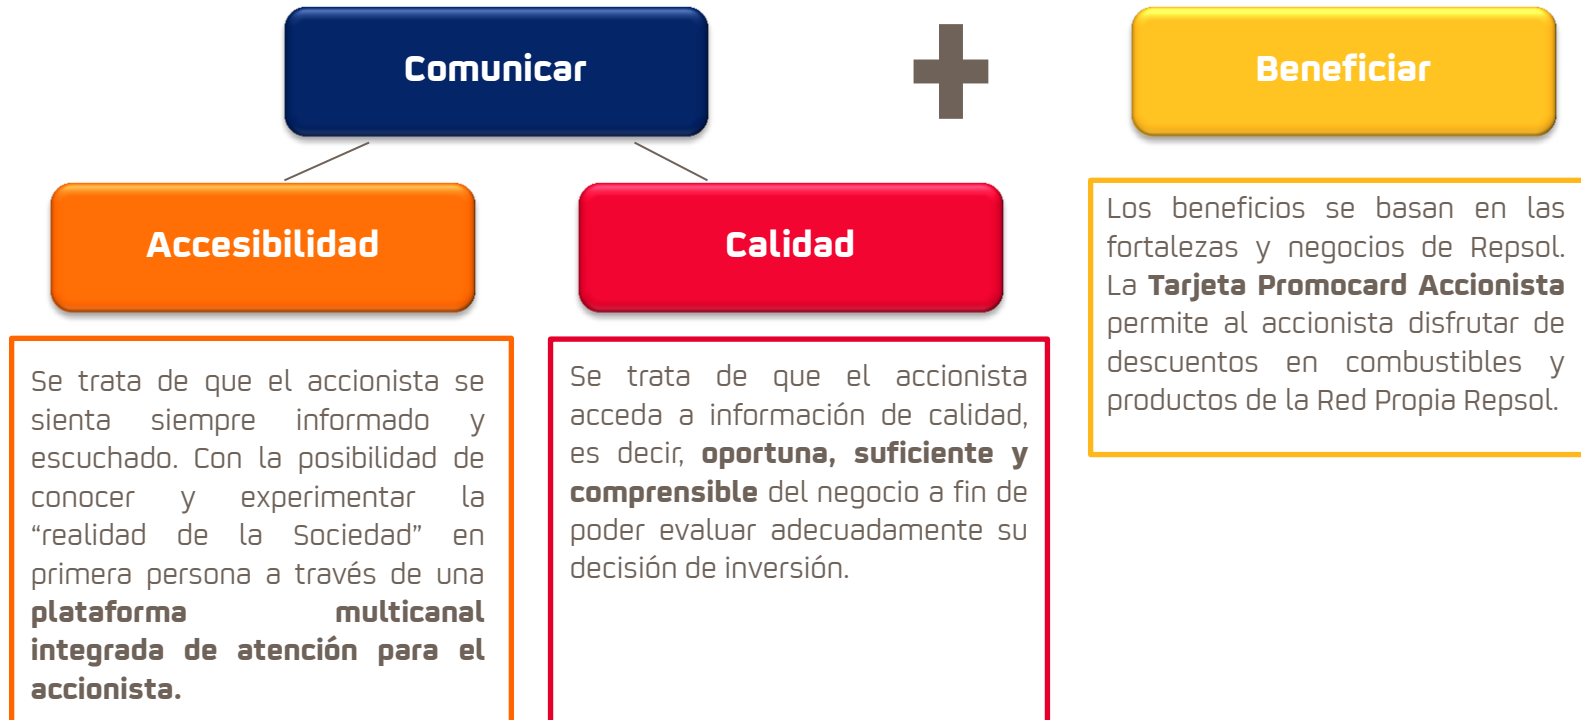 Comunicar
Beneficiar
Accesibilidad
Calidad
Se trata de que el accionista se
sienta siempre informado y
escuchado. Con la posibilidad de
conocer y experimentar la
“realidad de la Sociedad” en
primera persona a través de una
plataforma multicanal
integrada de atención para el
accionista.
Se trata de que el accionista
acceda a información de calidad,
es decir, oportuna, suficiente y
comprensible del negocio a fin de
poder evaluar adecuadamente su
decisión de inversión.
Los beneficios se basan en las
fortalezas y negocios de Repsol.
La Tarjeta Promocard Accionista
permite al accionista disfrutar de
descuentos en combustibles y
productos de la Red Propia Repsol.